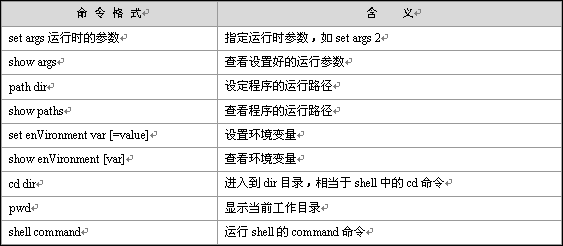 命 令 格 式 含 义
set args 运行时的参数 指定运行时参数，如 set args 2
show args 查看设置好的运行参数
path dir 设定程序的运行路径
show paths 查看程序的运行路径
set enVironment var [=value] 设置环境变量
show enVironment [var] 查看环境变量
cd dir 进入到 dir 目录，相当于 shell 中的 cd 命令
pwd 显示当前工作目录
shell command 运行 shell 的 command 命令